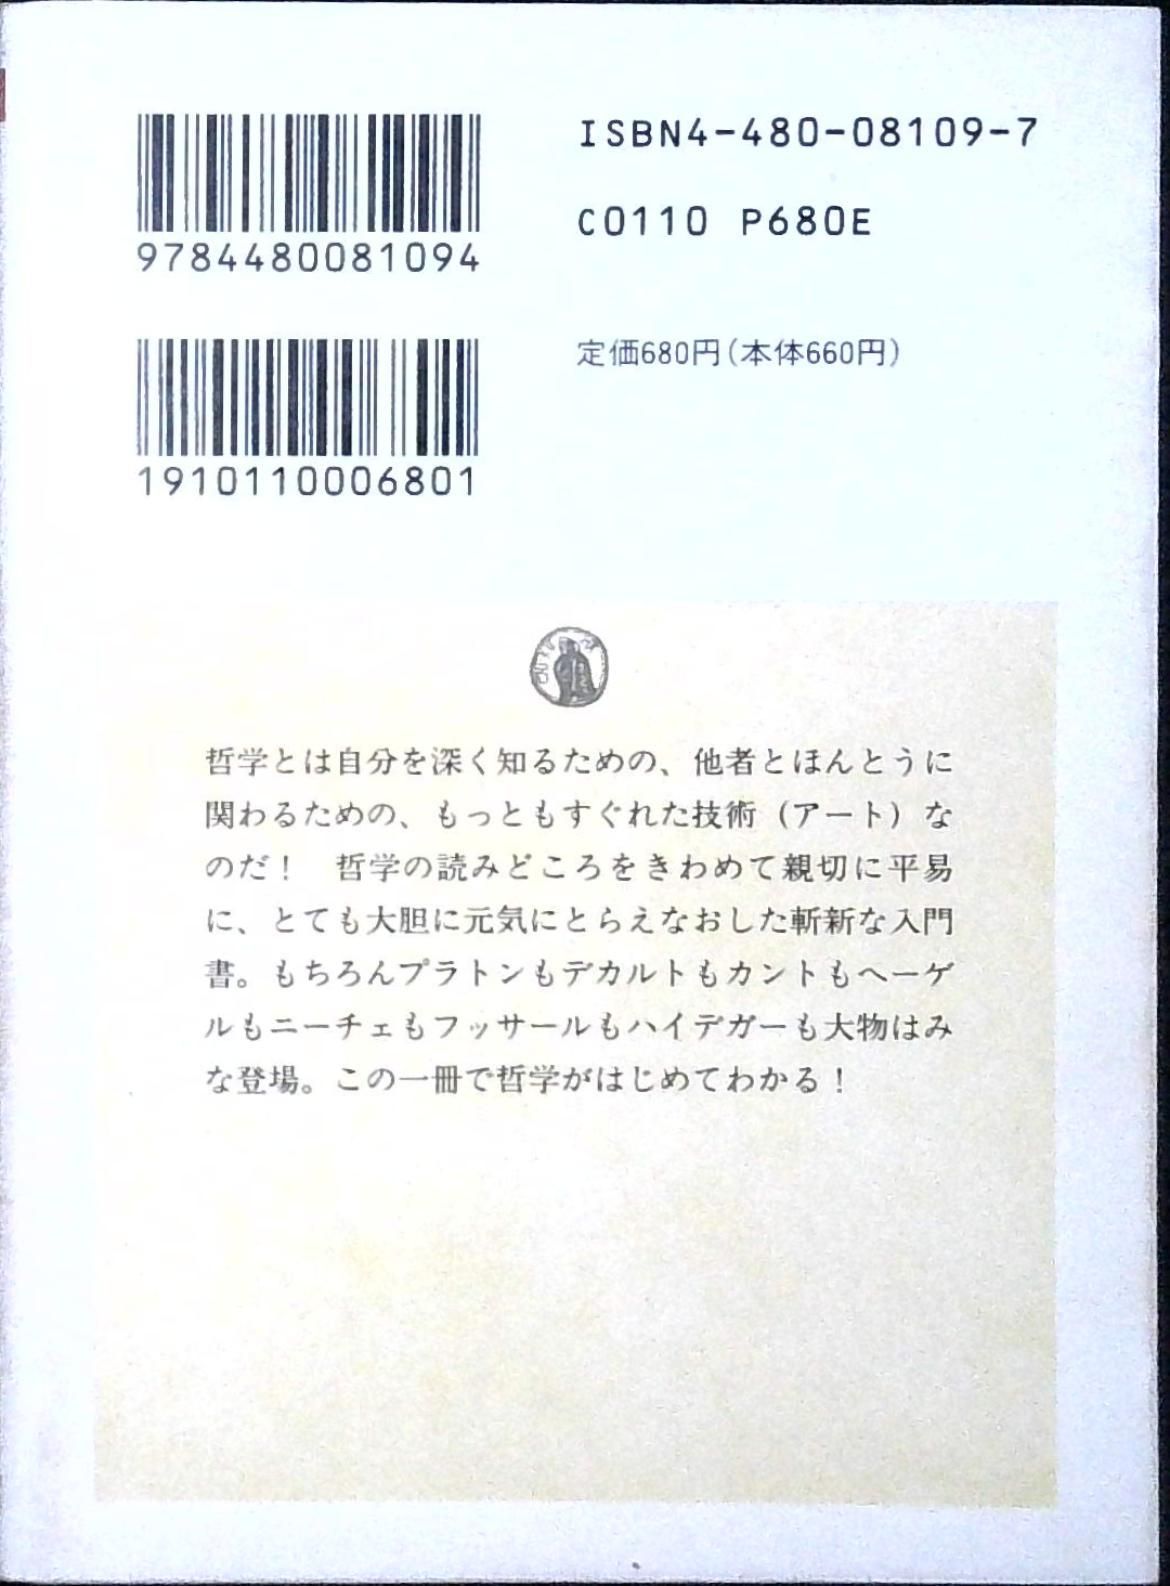 ISBN4-480-08109-7
9784480081094
C0110 P680E
定価680円(本体660円)
1910110006801
哲学とは自分を深く知るための、他者とほんとうに
関わるための、もっともすぐれた技術（アート）な
のだ！　哲学の読みどころをきわめて親切に平易
に、とても大胆に元気にとらえなおした斬新な入門
書。もちろんプラトンもデカルトもカントもヘーゲ
ルもニーチェもフッサールもハイデガーも大物はみ
な登場。この一冊で哲学がはじめてわかる！